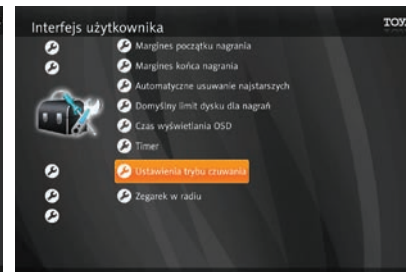 Interfejs użytkownika
TOY
Margines początku nagrania
Margines końca nagrania
Automatyczne usuwanie najstarszych
Domyślny limit dysku dla nagrań
Czas wyświetlania OSD
Timer
Ustawienia trybu czuwania
Zegarek w radiu